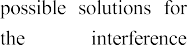 possible solutions for
the interference